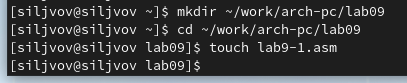 [siljvov@siljvov ~]$ mkdir ~/work/arch-pc/lab09
[siljvov@siljvov ~]$ cd ~/work/arch-pc/lab09
[siljvov@siljvov lab09]$ touch lab9-1.asm
[siljvov@siljvov lab09]$